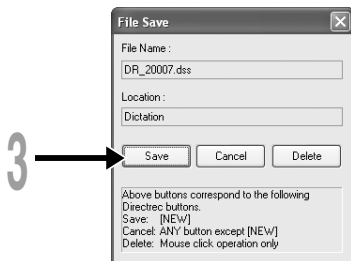 File Save
File Name :
DR_20007.dss
Location :
Dictation
3
Save Cancel Delete
Above buttons correspond to the following
Directrec buttons.
Save: [NEW]
Cancel: ANY button except [NEW]
Delete: Mouse click operation only